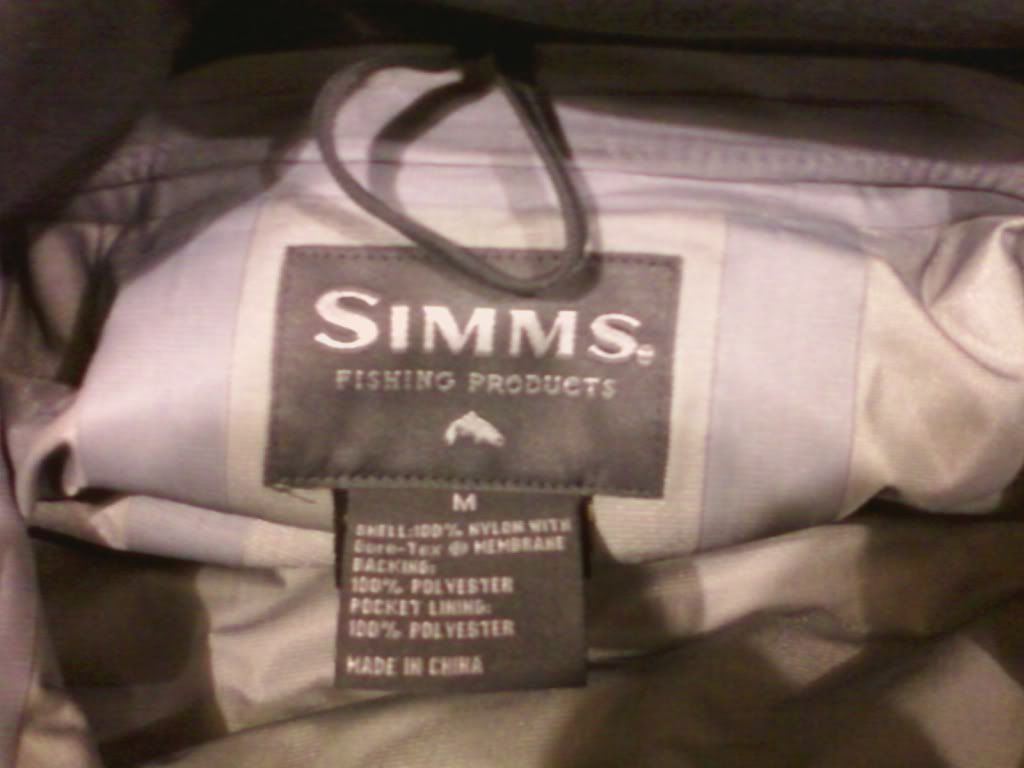 SIMMS®
FISHING PRODUCTS
M
SHELL:100% NYLON WITH
GORE-TEX ® MEMBRANE
BACKING:
100% POLYESTER
POCKET LINING:
100% POLYESTER
MADE IN CHINA